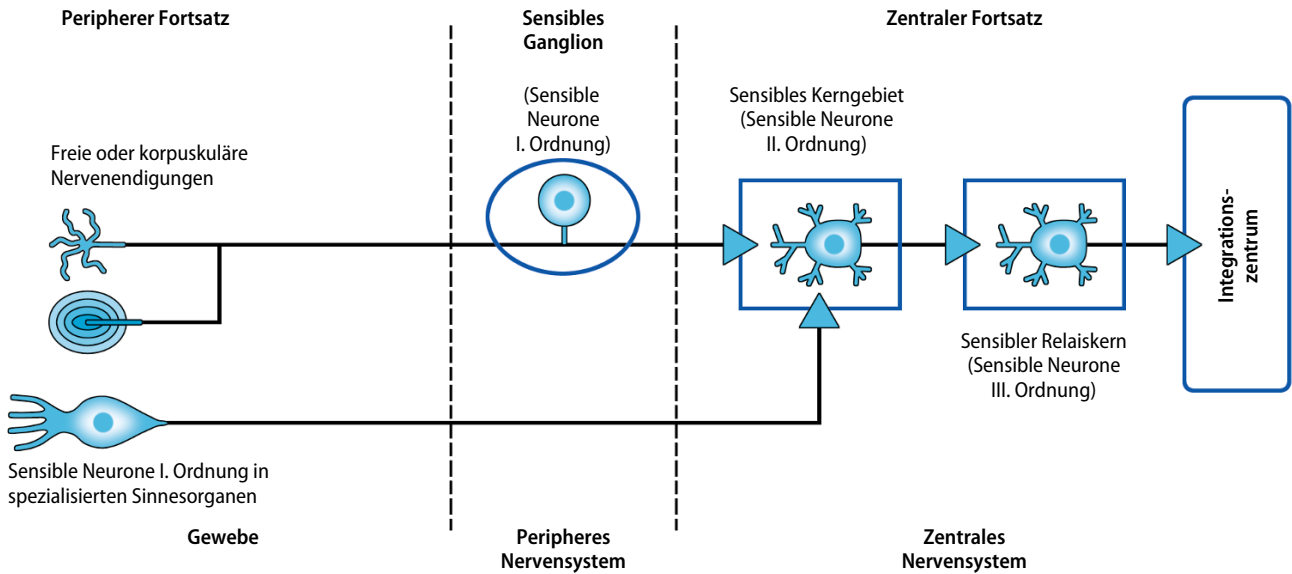 Peripherer Fortsatz
Sensibles
Ganglion
Zentraler Fortsatz
(Sensible
Neurone
I. Ordnung)
Sensibles Kerngebiet
(Sensible Neurone
II. Ordnung)
Freie oder korpuskuläre
Nervenendigungen
Integrations-
zentrum
Sensibler Relaiskern
(Sensible Neurone
III. Ordnung)
Sensible Neurone I. Ordnung in
spezialisierten Sinnesorganen
Gewebe
Peripheres
Nervensystem
Zentrales
Nervensystem